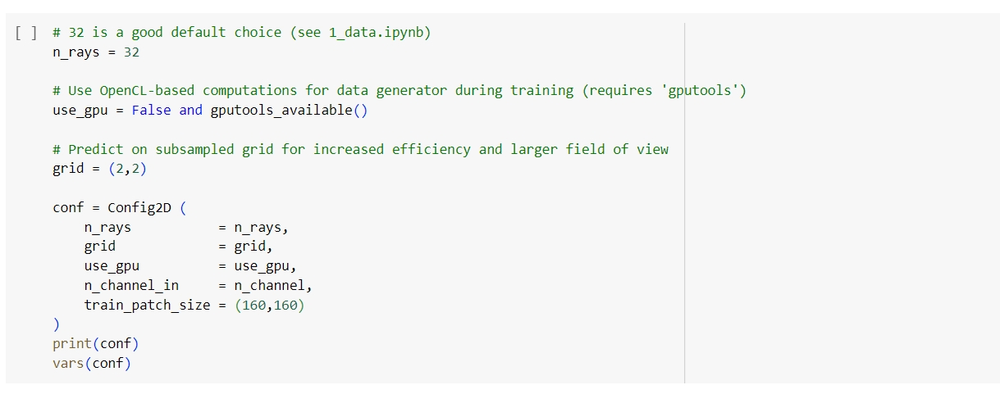 [ ] # 32 is a good default choice (see 1_data.ipynb)
n_rays = 32
# Use OpenCL-based computations for data generator during training (requires 'gputools')
use_gpu = False and gputools_available()
# Predict on subsampled grid for increased efficiency and larger field of view
grid = (2,2)
conf = Config2D (
    n_rays           = n_rays,
    grid             = grid,
    use_gpu          = use_gpu,
    n_channel_in     = n_channel,
    train_patch_size = (160,160)
)
print(conf)
vars(conf)